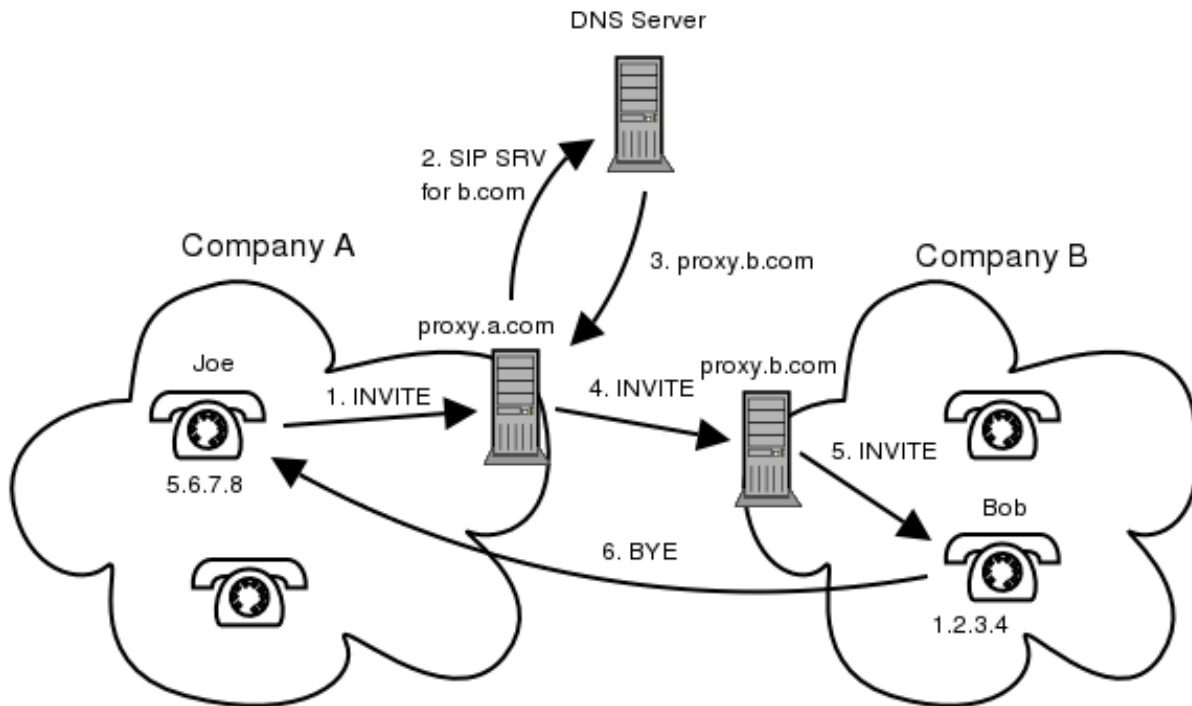 DNS Server
2. SIP SRV
for b.com
Company A
3. proxy.b.com
Company B
proxy.a.com
Joe
proxy.b.com
1. INVITE
4. INVITE
5. INVITE
5.6.7.8
Bob
6. BYE
1.2.3.4